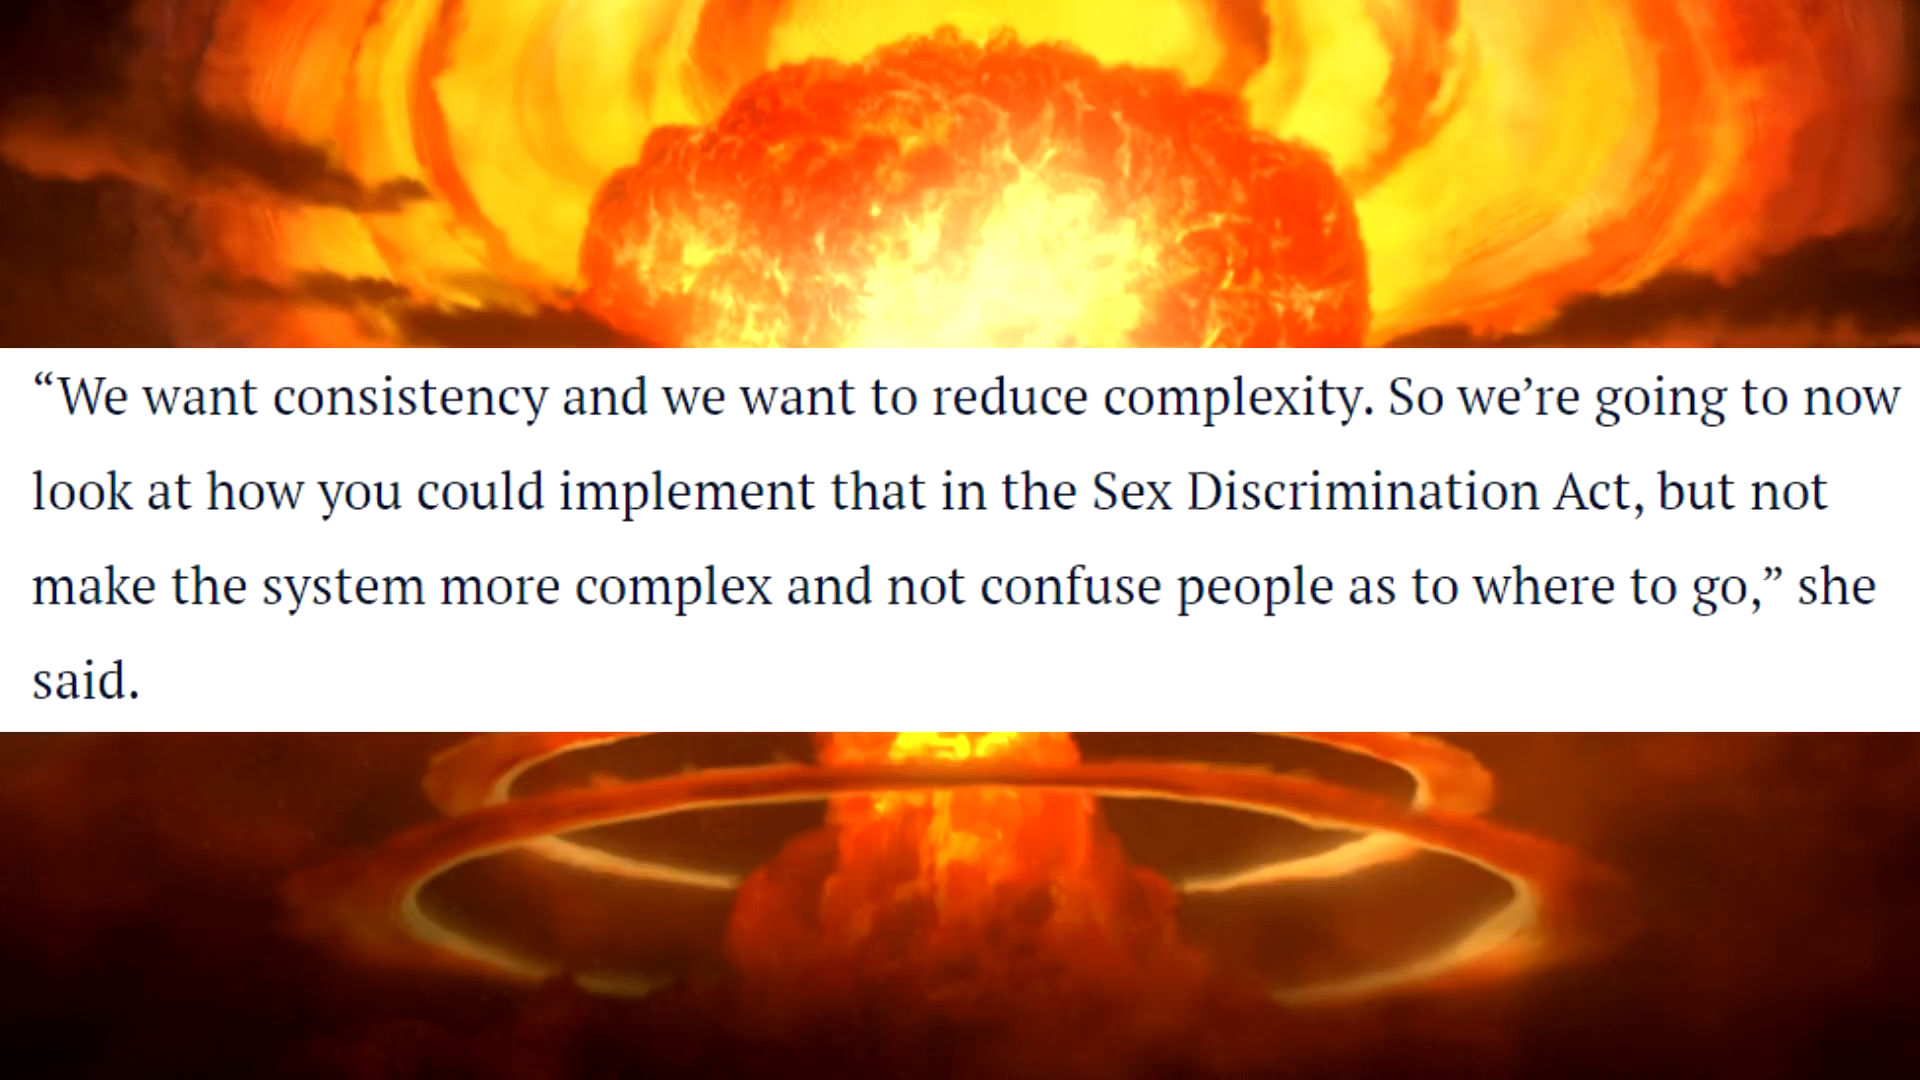 “We want consistency and we want to reduce complexity. So we’re going to now
look at how you could implement that in the Sex Discrimination Act, but not
make the system more complex and not confuse people as to where to go,” she
said.